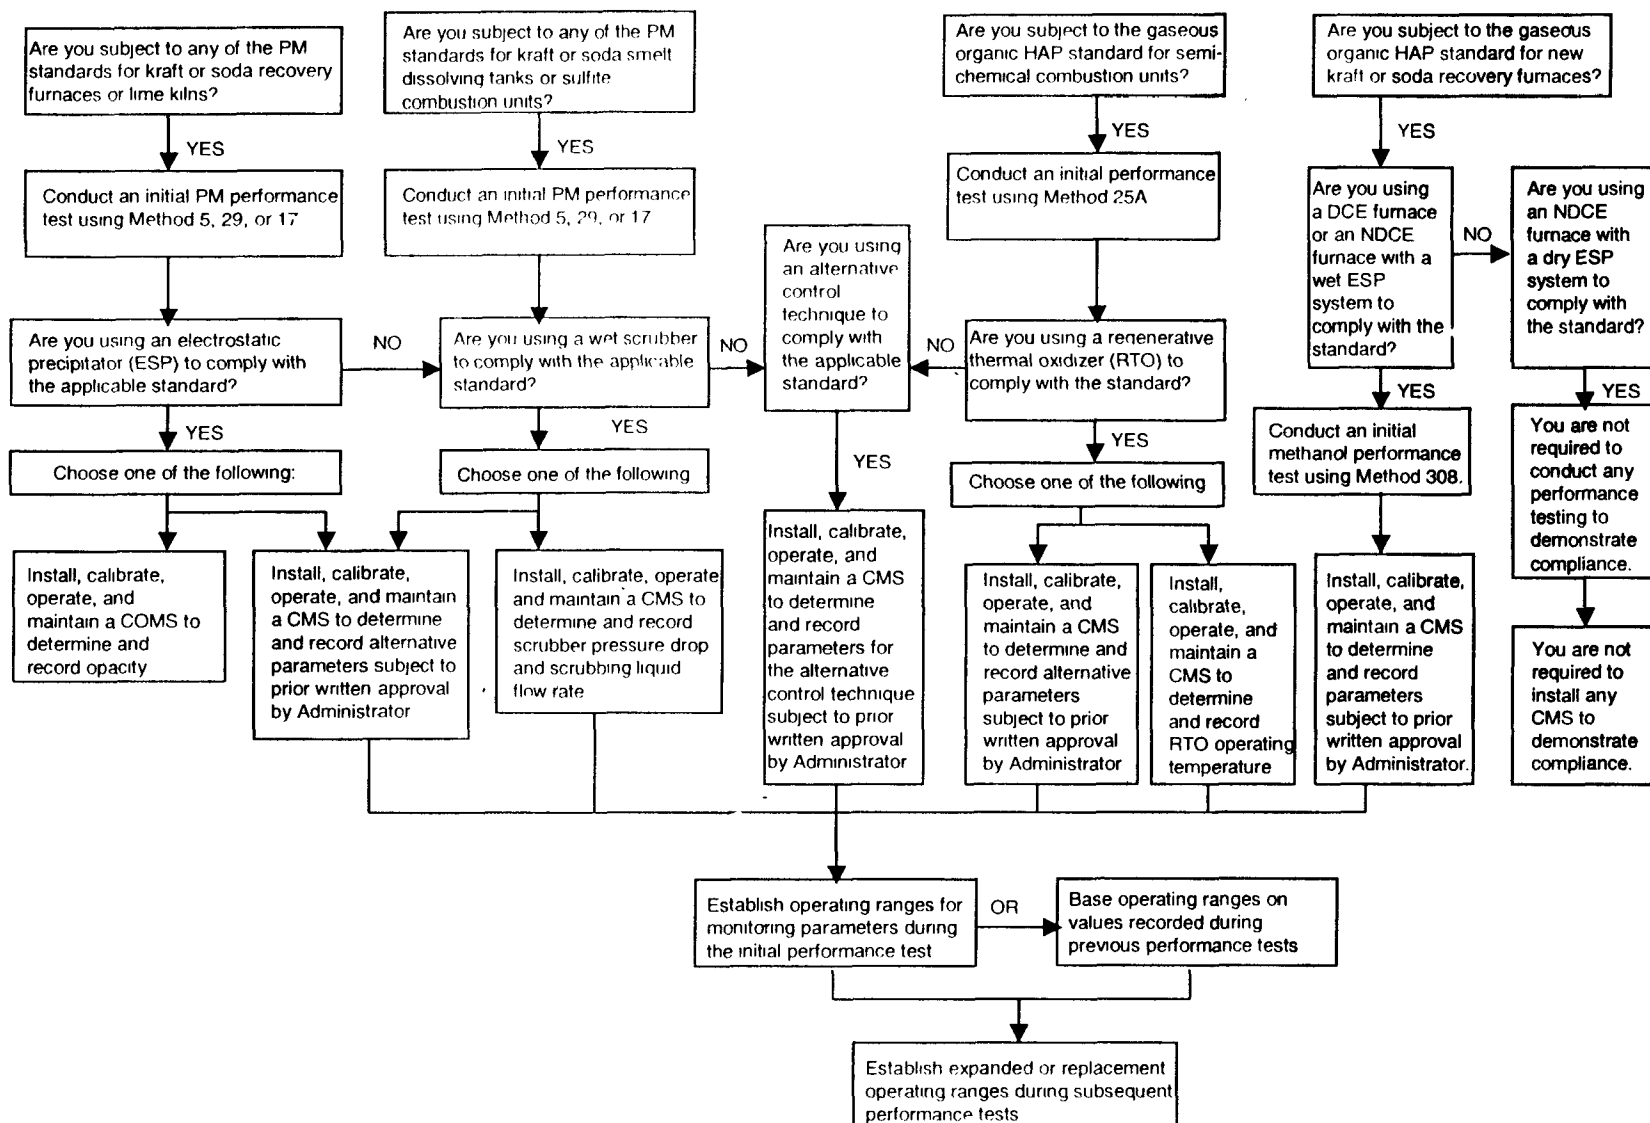 Are you subject to any of the PM
standards for kraft or soda recovery
furnaces or lime kilns?
YES
Conduct an initial PM performance
test using Method 5, 29, or 17
Are you using an electrostatic
precipitator (ESP) to comply with
the applicable standard?
NO
YES
Choose one of the following:
Install, calibrate,
operate, and
maintain a COMS to
determine and
record opacity
Install, calibrate,
operate, and maintain
a CMS to determine
and record alternative
parameters subject to
prior written approval
by Administrator
Are you subject to any of the PM
standards for kraft or soda smelt
dissolving tanks or sulfite
combustion units?
YES
Conduct an initial PM performance
test using Method 5, 29, or 17
Are you using a wet scrubber
to comply with the applicable
standard?
NO
YES
Choose one of the following
Install, calibrate, operate
and maintain a CMS to
determine and record
scrubber pressure drop
and scrubbing liquid
flow rate
Are you using
an alternative
control
technique to
comply with
the applicable
standard?
YES
Install, calibrate,
operate, and
maintain a CMS
to determine
and record
parameters for
the alternative
control technique
subject to prior
written approval
by Administrator
Are you subject to the gaseous
organic HAP standard for semi-
chemical combustion units?
YES
Conduct an initial performance
test using Method 25A
Are you using a regenerative
thermal oxidizer (RTO) to
comply with the standard?
NO
YES
Choose one of the following
Install, calibrate,
operate, and
maintain a CMS
to determine and
record alternative
parameters
subject to prior
written approval
by Administrator
Install,
calibrate,
operate, and
maintain a
CMS to
determine
and record
RTO operating
temperature
Are you subject to the gaseous
organic HAP standard for new
kraft or soda recovery furnaces?
YES
Are you using
a DCE furnace
or an NDCE
furnace with a
wet ESP
system to
comply with the
standard?
NO
YES
Conduct an initial
methanol performance
test using Method 308.
Install, calibrate,
operate, and
maintain a CMS
to determine
and record
parameters
subject to prior
written approval
by Administrator.
Are you using
an NDCE
furnace with
a dry ESP
system to
comply with
the standard?
YES
You are not
required to
conduct any
performance
testing to
demonstrate
compliance.
You are not
required to
install any
CMS to
demonstrate
compliance.
Establish operating ranges for
monitoring parameters during
the initial performance test
OR
Base operating ranges on
values recorded during
previous performance tests
Establish expanded or replacement
operating ranges during subsequent
performance tests